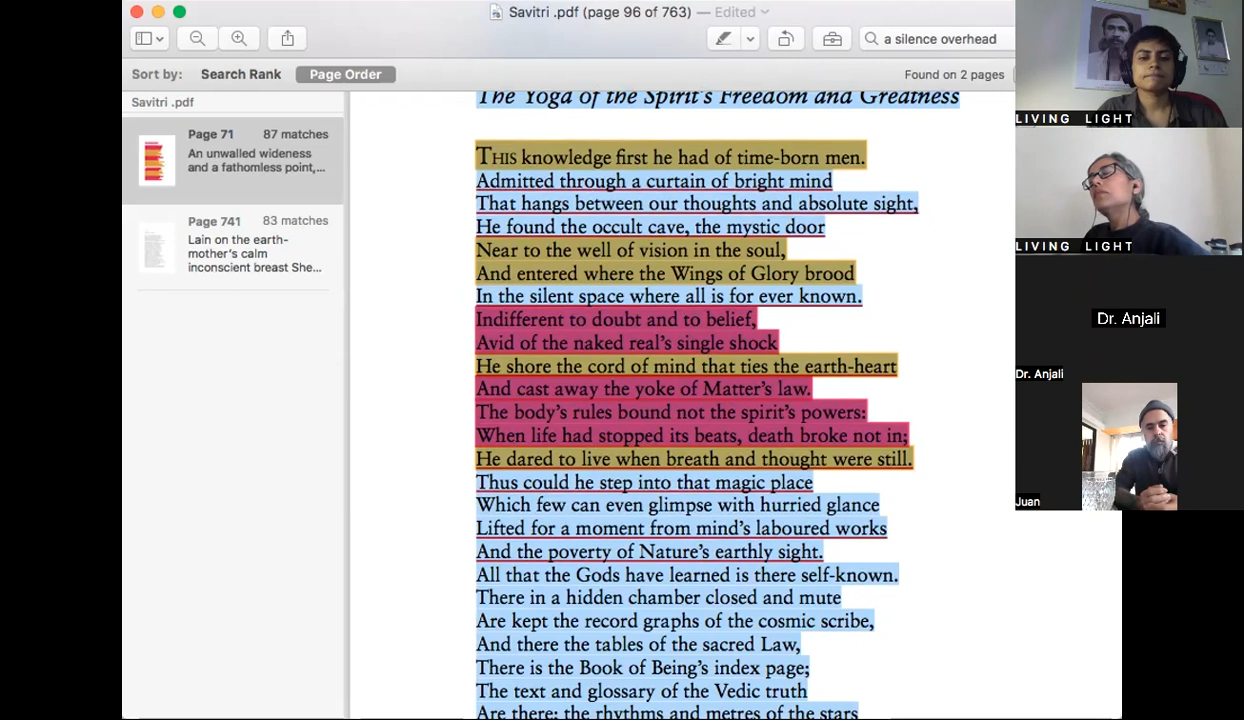 Savitri .pdf (page 96 of 763) — Edited
a silence overhead
Sort by: Search Rank Page Order
Found on 2 pages
Savitri .pdf
Page 71 87 matches
An unwalled wideness
and a fathomless point,...
Page 741 83 matches
Lain on the earth-
mother's calm
inconscient breast She...
The Yoga of the Spirit's Freedom and Greatness
THIS knowledge first he had of time-born men.
Admitted through a curtain of bright mind
That hangs between our thoughts and absolute sight,
He found the occult cave, the mystic door
Near to the well of vision in the soul,
And entered where the Wings of Glory brood
In the silent space where all is for ever known.
Indifferent to doubt and to belief,
Avid of the naked real's single shock
He shore the cord of mind that ties the earth-heart
And cast away the yoke of Matter's law.
The body's rules bound not the spirit's powers:
When life had stopped its beats, death broke not in;
He dared to live when breath and thought were still.
Thus could he step into that magic place
Which few can even glimpse with hurried glance
Lifted for a moment from mind's laboured works
And the poverty of Nature's earthly sight.
All that the Gods have learned is there self-known.
There in a hidden chamber closed and mute
Are kept the record graphs of the cosmic scribe,
And there the tables of the sacred Law,
There is the Book of Being's index page;
The text and glossary of the Vedic truth
Are there; the rhythms and metres of the stars
LIVING LIGHT
LIVING LIGHT
Dr. Anjali
Dr. Anjali
Juan